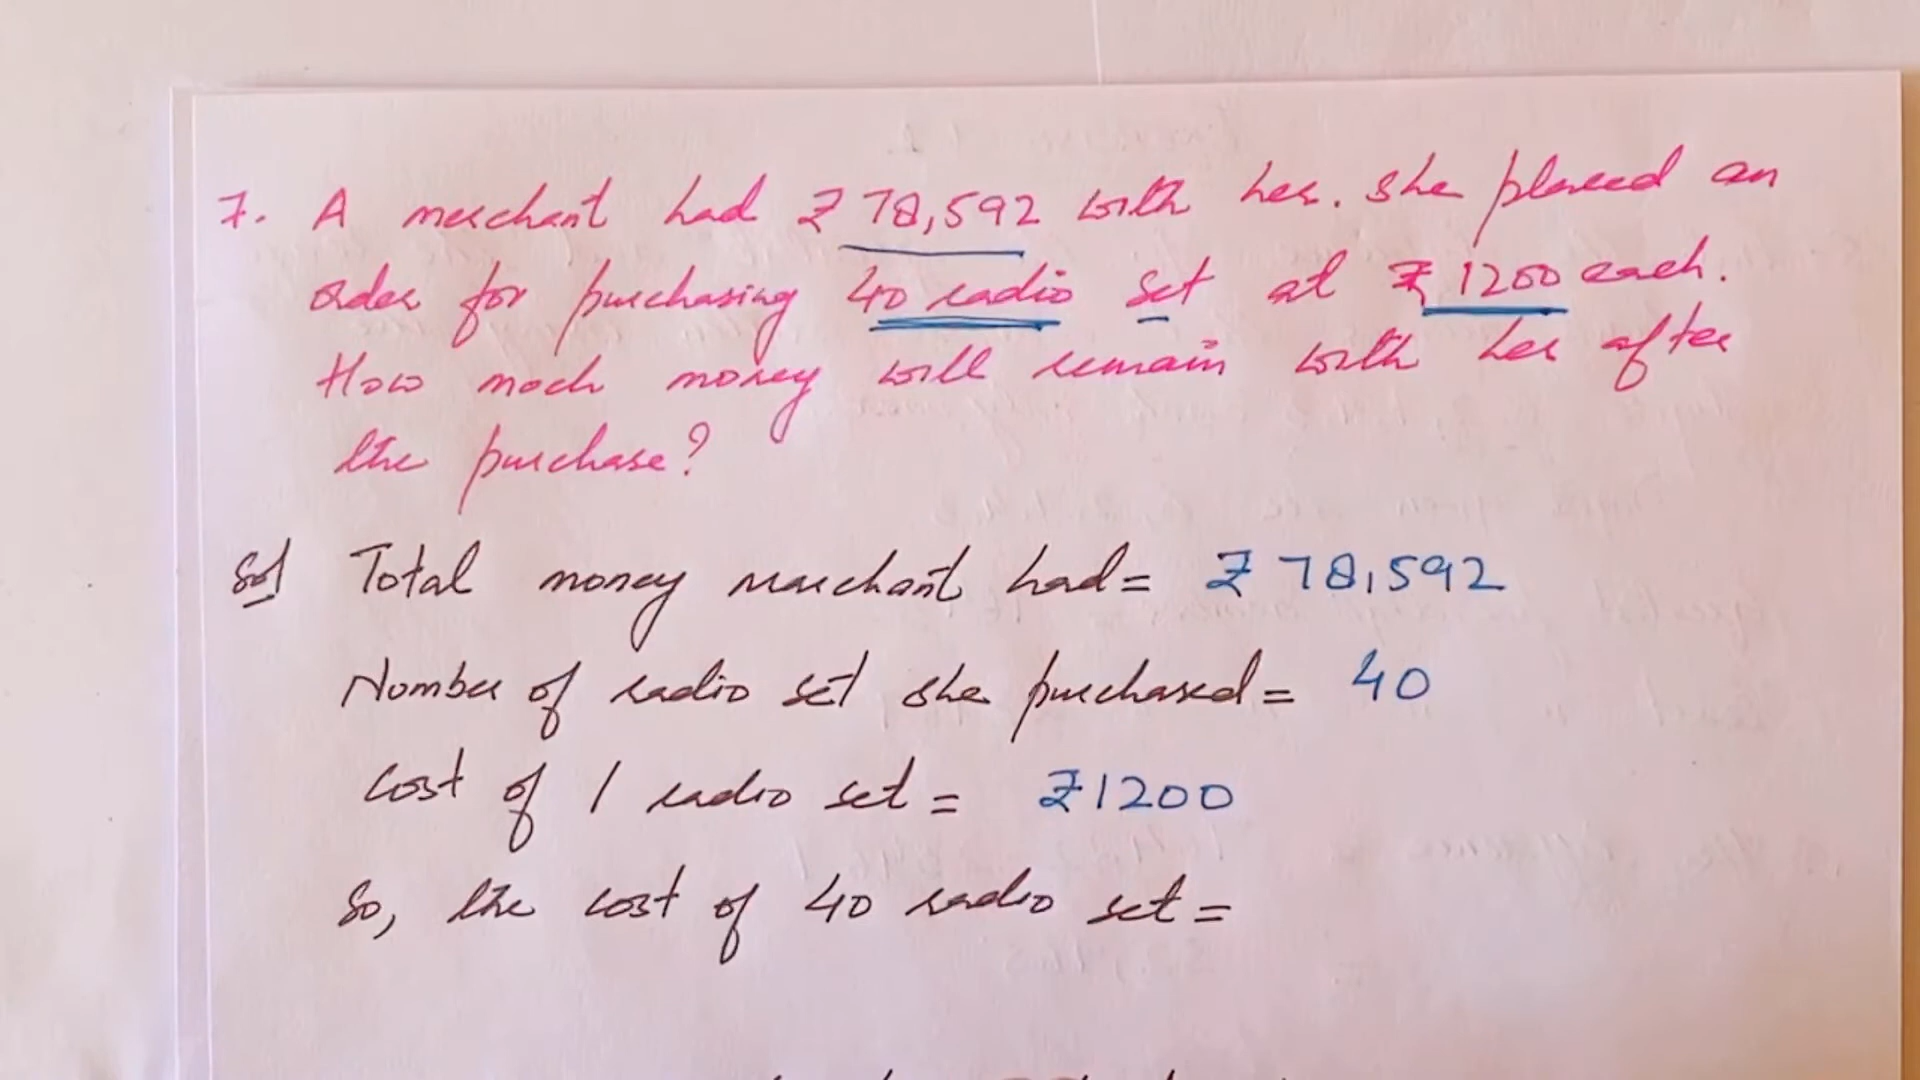 7. A merchant had ₹ 78,592 with her. she placed an
order for purchasing 40 radio set at ₹ 1200 each.
How much money will remain with her after
the purchase?
Sol Total money merchant had = ₹ 78,592
Number of radio set she purchased = 40
Cost of 1 radio set = ₹1200
So, the cost of 40 radio set =